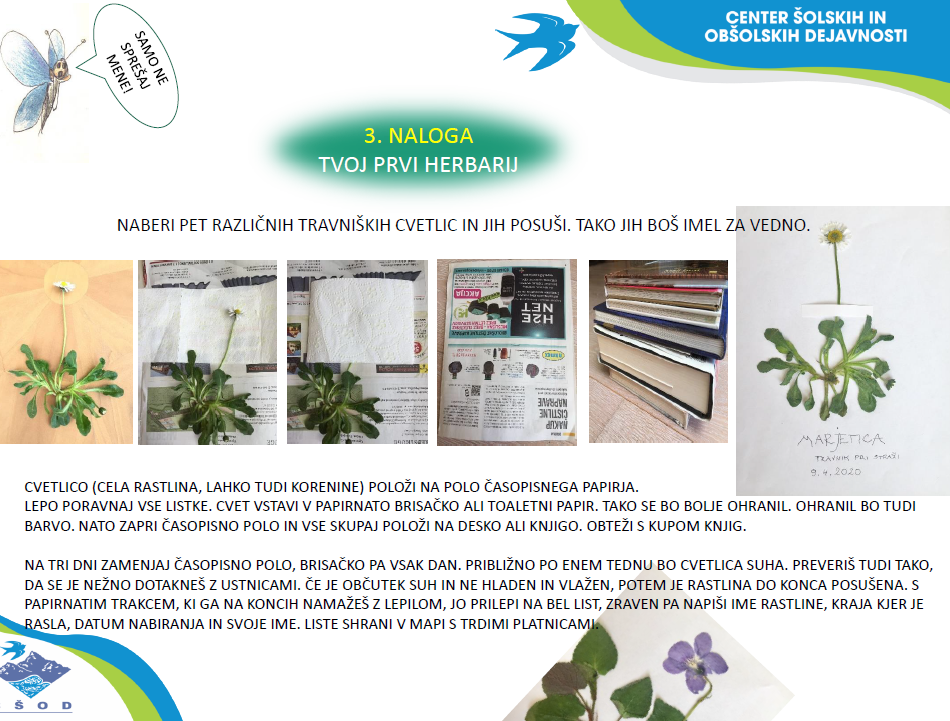 CENTER ŠOLSKIH IN
OBŠOLSKIH DEJAVNOSTI
SAMO NE
SPREŠAJ
MENE!
3. NALOGA
TVOJ PRVI HERBARIJ
NABERI PET RAZLIČNIH TRAVNIŠKIH CVETLIC IN JIH POSUŠI. TAKO JIH BOŠ IMEL ZA VEDNO.
AKCIJA
H2E
NET
NAKUP
ČISTILNE
NAPRAVE
MARJETICA
TRAVNIK PRI STRAŽI
9. 4. 2020
CVETLICO (CELA RASTLINA, LAHKO TUDI KORENINE) POLOŽI NA POLO ČASOPISNEGA PAPIRJA.
LEPO PORAVNAJ VSE LISTKE. CVET VSTAVI V PAPIRNATO BRISAČKO ALI TOALETNI PAPIR. TAKO SE BO BOLJE OHRANIL. OHRANIL BO TUDI
BARVO. NATO ZAPRI ČASOPISNO POLO IN VSE SKUPAJ POLOŽI NA DESKO ALI KNJIGO. OBTEŽI S KUPOM KNJIG.
NA TRI DNI ZAMENJAJ ČASOPISNO POLO, BRISAČKO PA VSAK DAN. PRIBLIŽNO PO ENEM TEDNU BO CVETLICA SUHA. PREVERIŠ TUDI TAKO,
DA SE JE NEŽNO DOTAKNEŠ Z USTNICAMI. ČE JE OBČUTEK SUH IN NE HLADEN IN VLAŽEN, POTEM JE RASTLINA DO KONCA POSUŠENA. S
PAPIRNATIM TRAKCEM, KI GA NA KONCIH NAMAŽEŠ Z LEPILOM, JO PRILEPI NA BEL LIST, ZRAVEN PA NAPIŠI IME RASTLINE, KRAJA KJER JE
RASLA, DATUM NABIRANJA IN SVOJE IME. LISTE SHRANI V MAPI S TRDIMI PLATNICAMI.
ŠOD